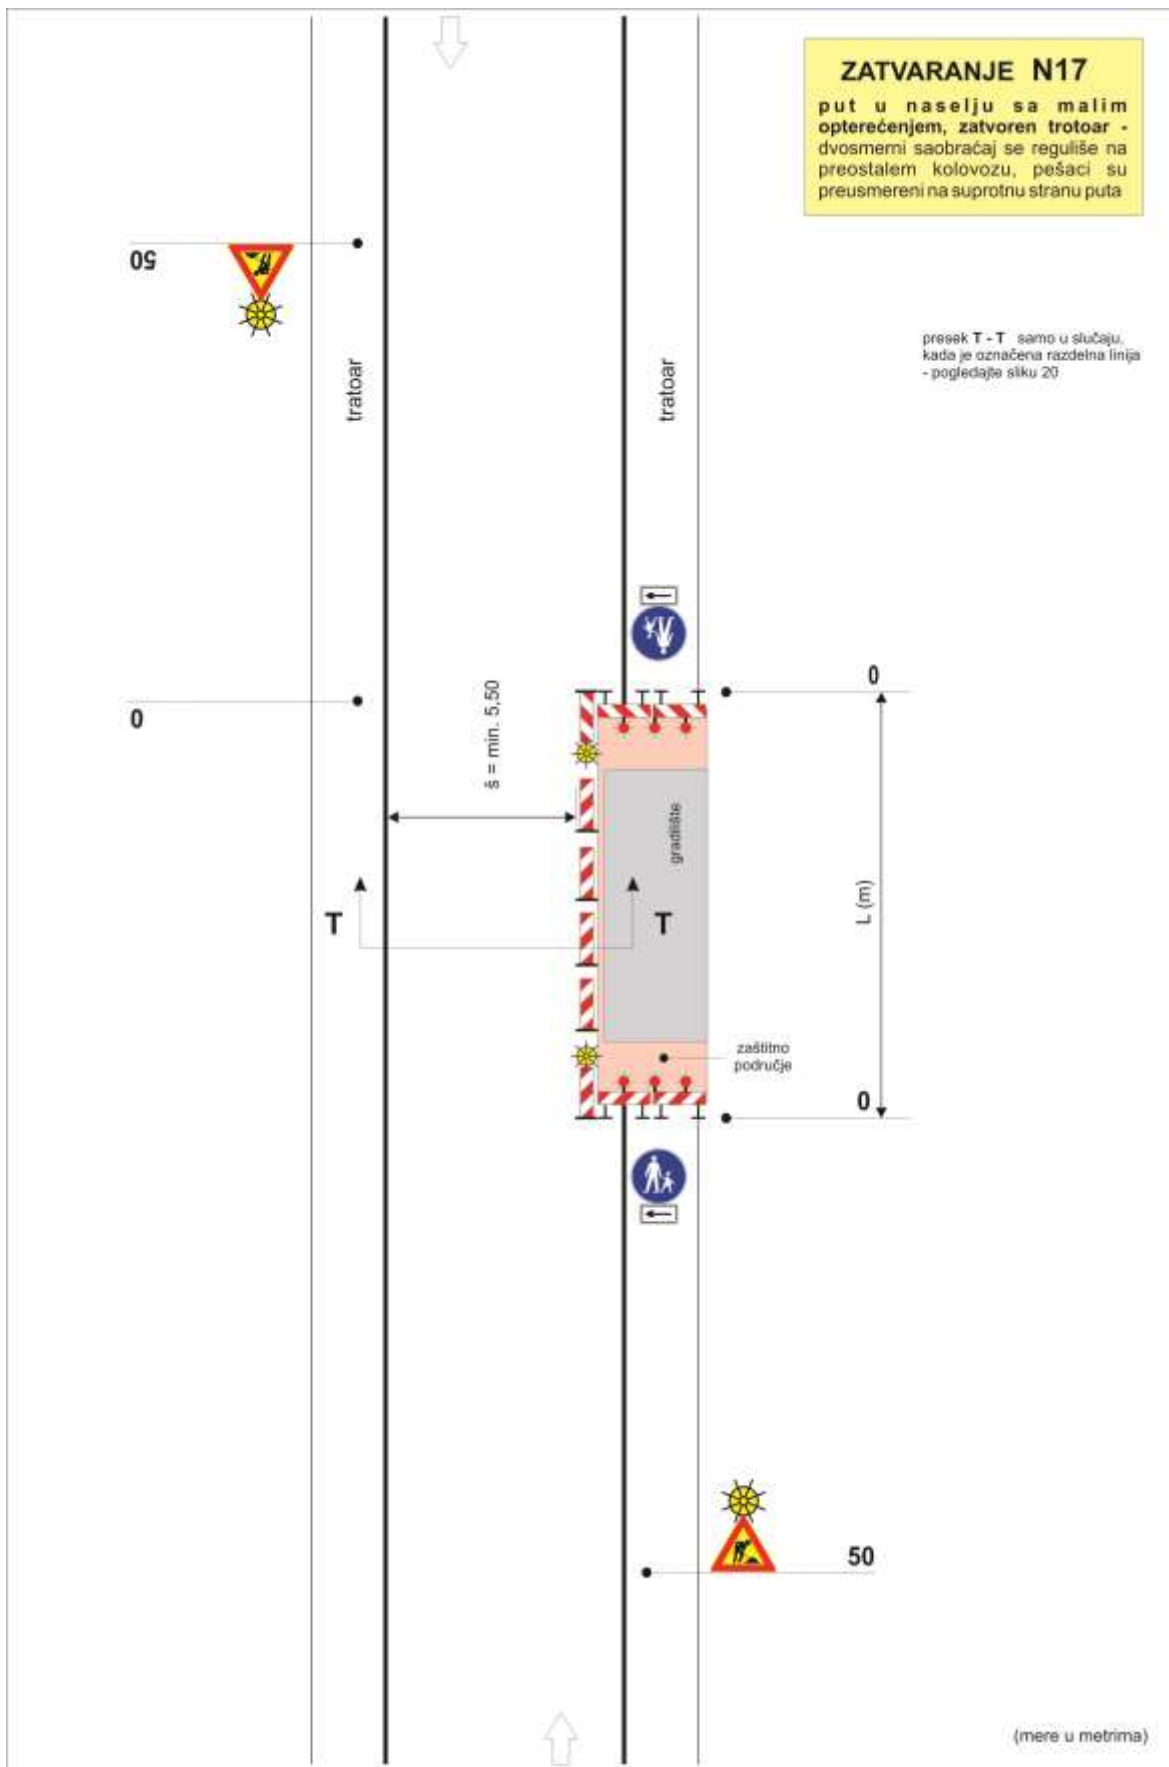 ZATVARANJE N17
put u naselju sa malim
opterećenjem, zatvoren trotoar -
dvosmerni saobraćaj se reguliše na
preostalem kolovozu, pešaci su
preusmereni na suprotnu stranu puta
50
presek T - T samo u slučaju,
kada je označena razdelna linija
- pogledajte sliku 20
tratoar
tratoar
0
0
š = min. 5,50
gradilište
T
T
L (m)
zaštitno
područje
0
50
(mere u metrima)